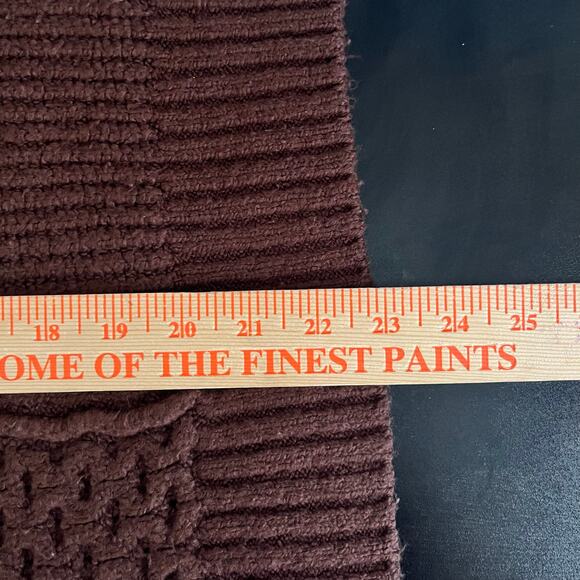 18 19 20 21 22 23 24 25
OME OF THE FINEST PAINTS